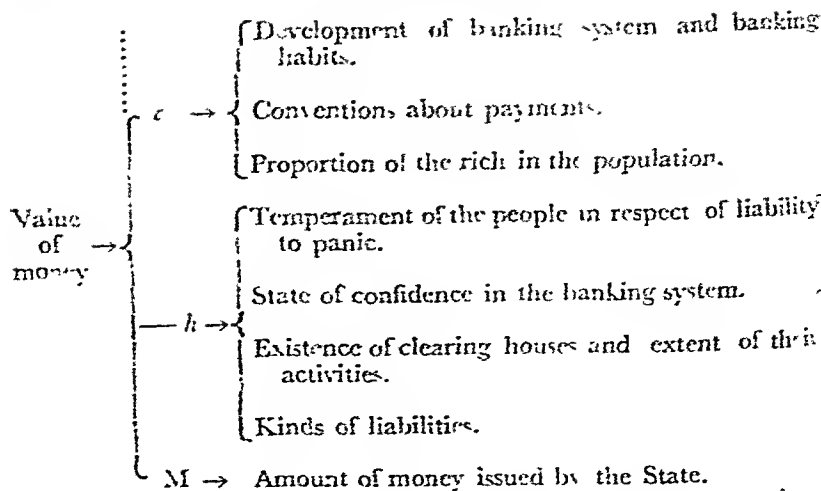 Development of banking system and banking
habits.
c → Conventions about payments.
Proportion of the rich in the population.
Value
of
money →
Temperament of the people in respect of liability
to panic.
State of confidence in the banking system.
h →
Existence of clearing houses and extent of their
activities.
Kinds of liabilities.
M → Amount of money issued by the State.